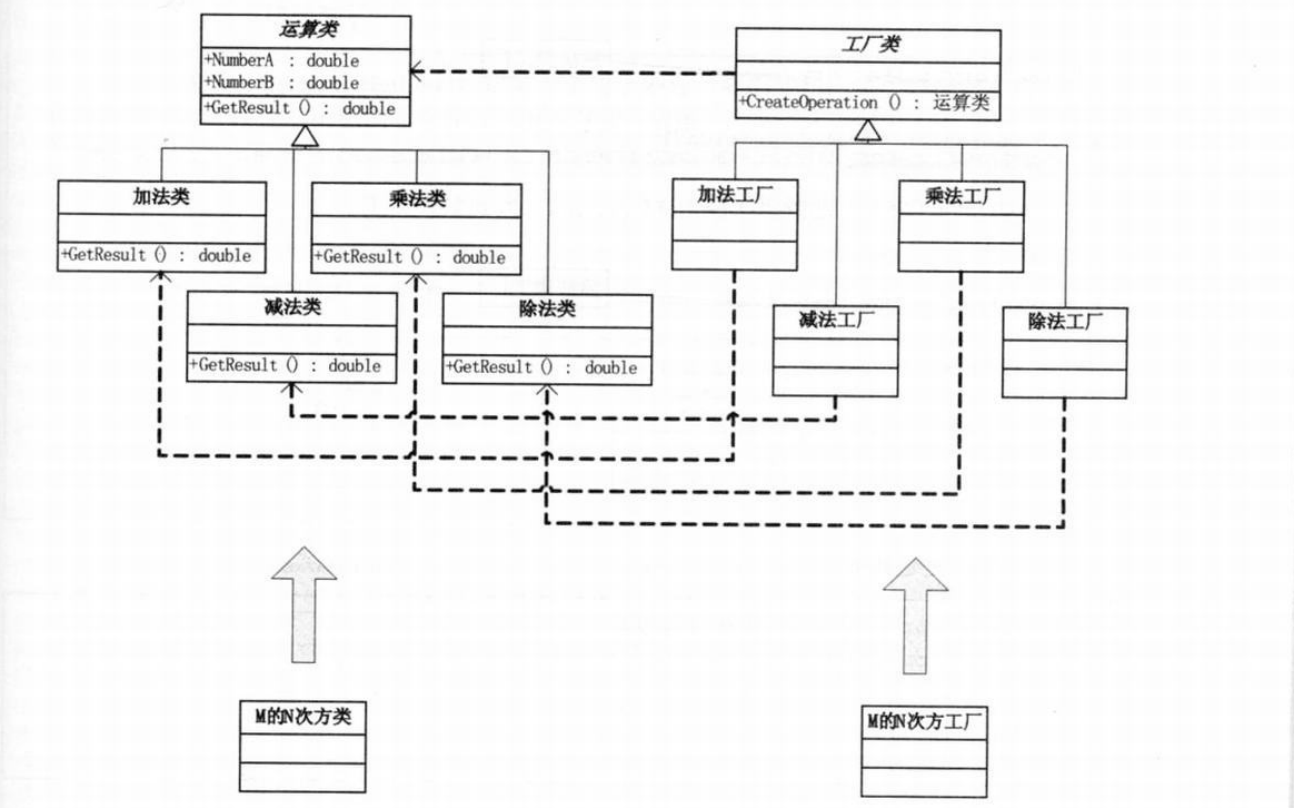 运算类
+NumberA : double
+NumberB : double
+GetResult () : double
工厂类
+CreateOperation () : 运算类
加法类
+GetResult () : double
乘法类
+GetResult () : double
减法类
+GetResult () : double
除法类
+GetResult () : double
加法工厂
乘法工厂
减法工厂
除法工厂
M的N次方类
M的N次方工厂